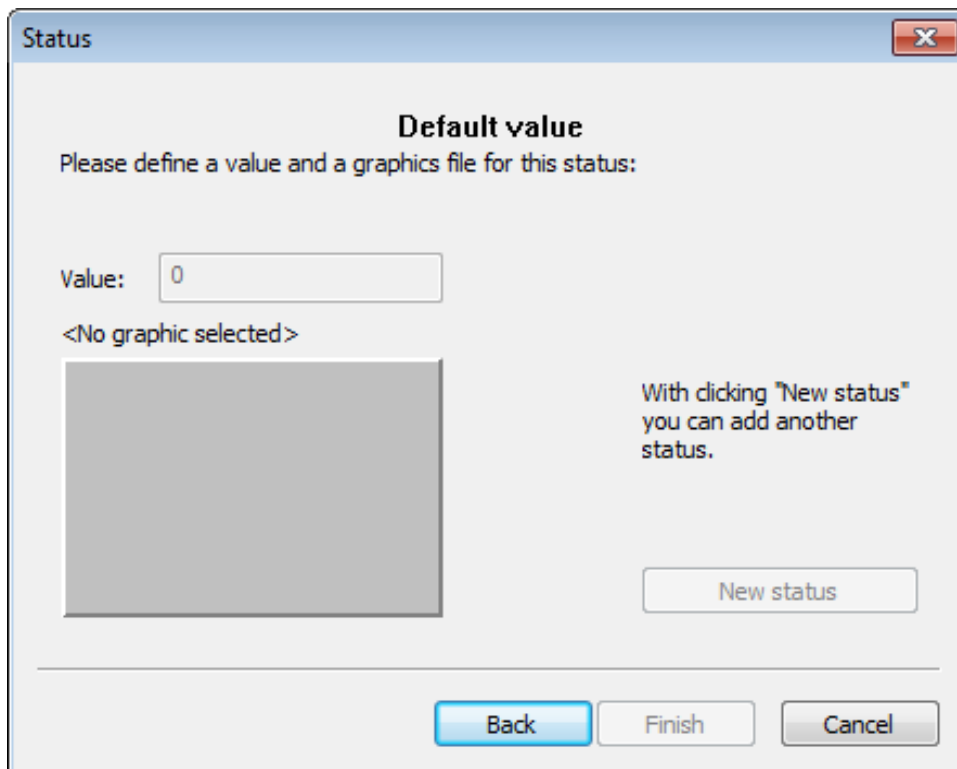 Status
Default value
Please define a value and a graphics file for this status:
Value: 0
<No graphic selected>
With clicking "New status"
you can add another
status.
New status
Back Finish Cancel